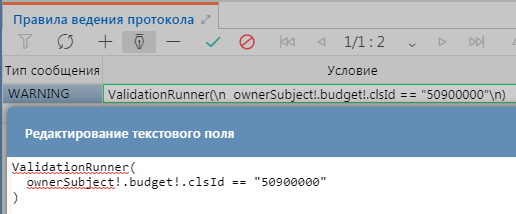 Правила ведения протокола
1/1 : 2
Тип сообщения Условие
WARNING ValidationRunner(\n  ownerSubject!.budget!.clsId == "50900000"\n)
Редактирование текстового поля
ValidationRunner(
  ownerSubject!.budget!.clsId == "50900000"
)